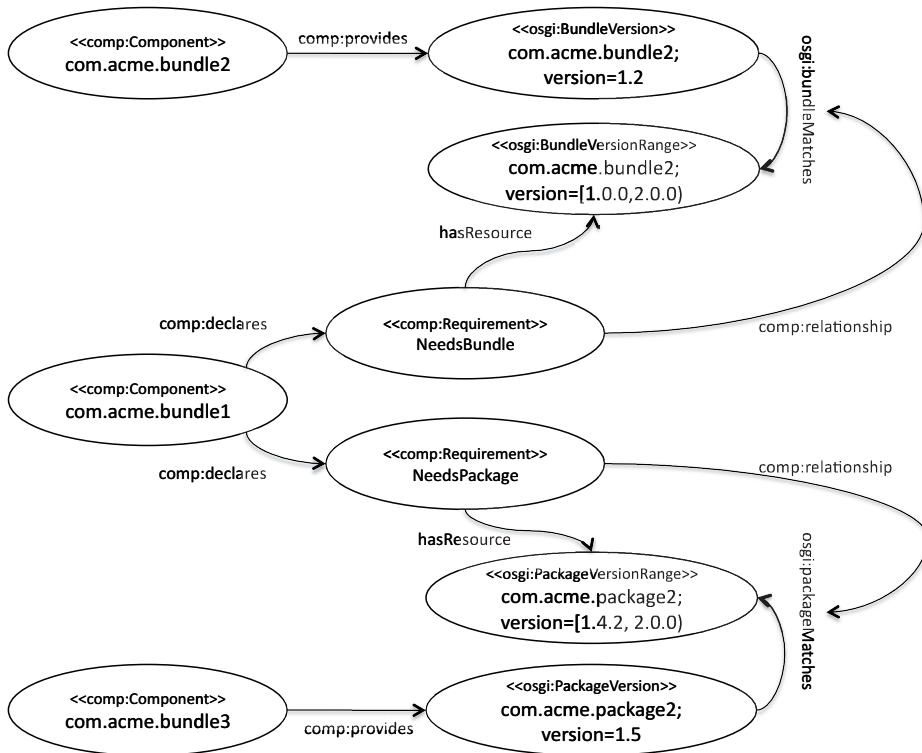 <<comp:Component>>
com.acme.bundle2
comp:provides
<<osgi:BundleVersion>>
com.acme.bundle2;
version=1.2
osgi:bundleMatches
<<osgi:BundleVersionRange>>
com.acme.bundle2;
version=[1.0.0,2.0.0)
hasResource
comp:declares
<<comp:Requirement>>
NeedsBundle
comp:relationship
<<comp:Component>>
com.acme.bundle1
comp:declares
<<comp:Requirement>>
NeedsPackage
comp:relationship
hasResource
osgi:packageMatches
<<osgi:PackageVersionRange>>
com.acme.package2;
version=[1.4.2, 2.0.0)
<<comp:Component>>
com.acme.bundle3
comp:provides
<<osgi:PackageVersion>>
com.acme.package2;
version=1.5